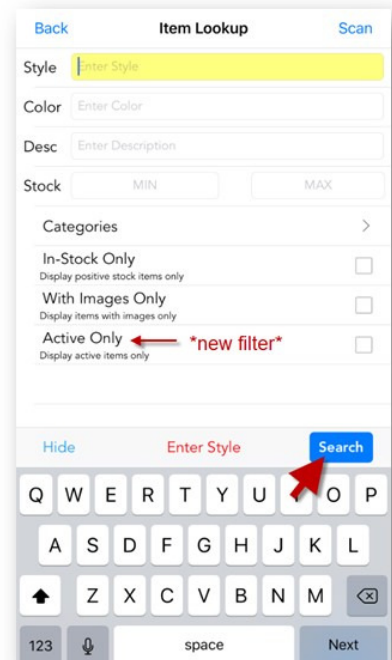 Back Item Lookup Scan
Style Enter Style
Color Enter Color
Desc Enter Description
Stock MIN MAX
Categories >
In-Stock Only
Display positive stock items only
With Images Only
Display items with images only
Active Only *new filter*
Display active items only
Hide Enter Style Search
Q W E R T Y U O P
A S D F G H J K L
Z X C V B N M
123 space Next